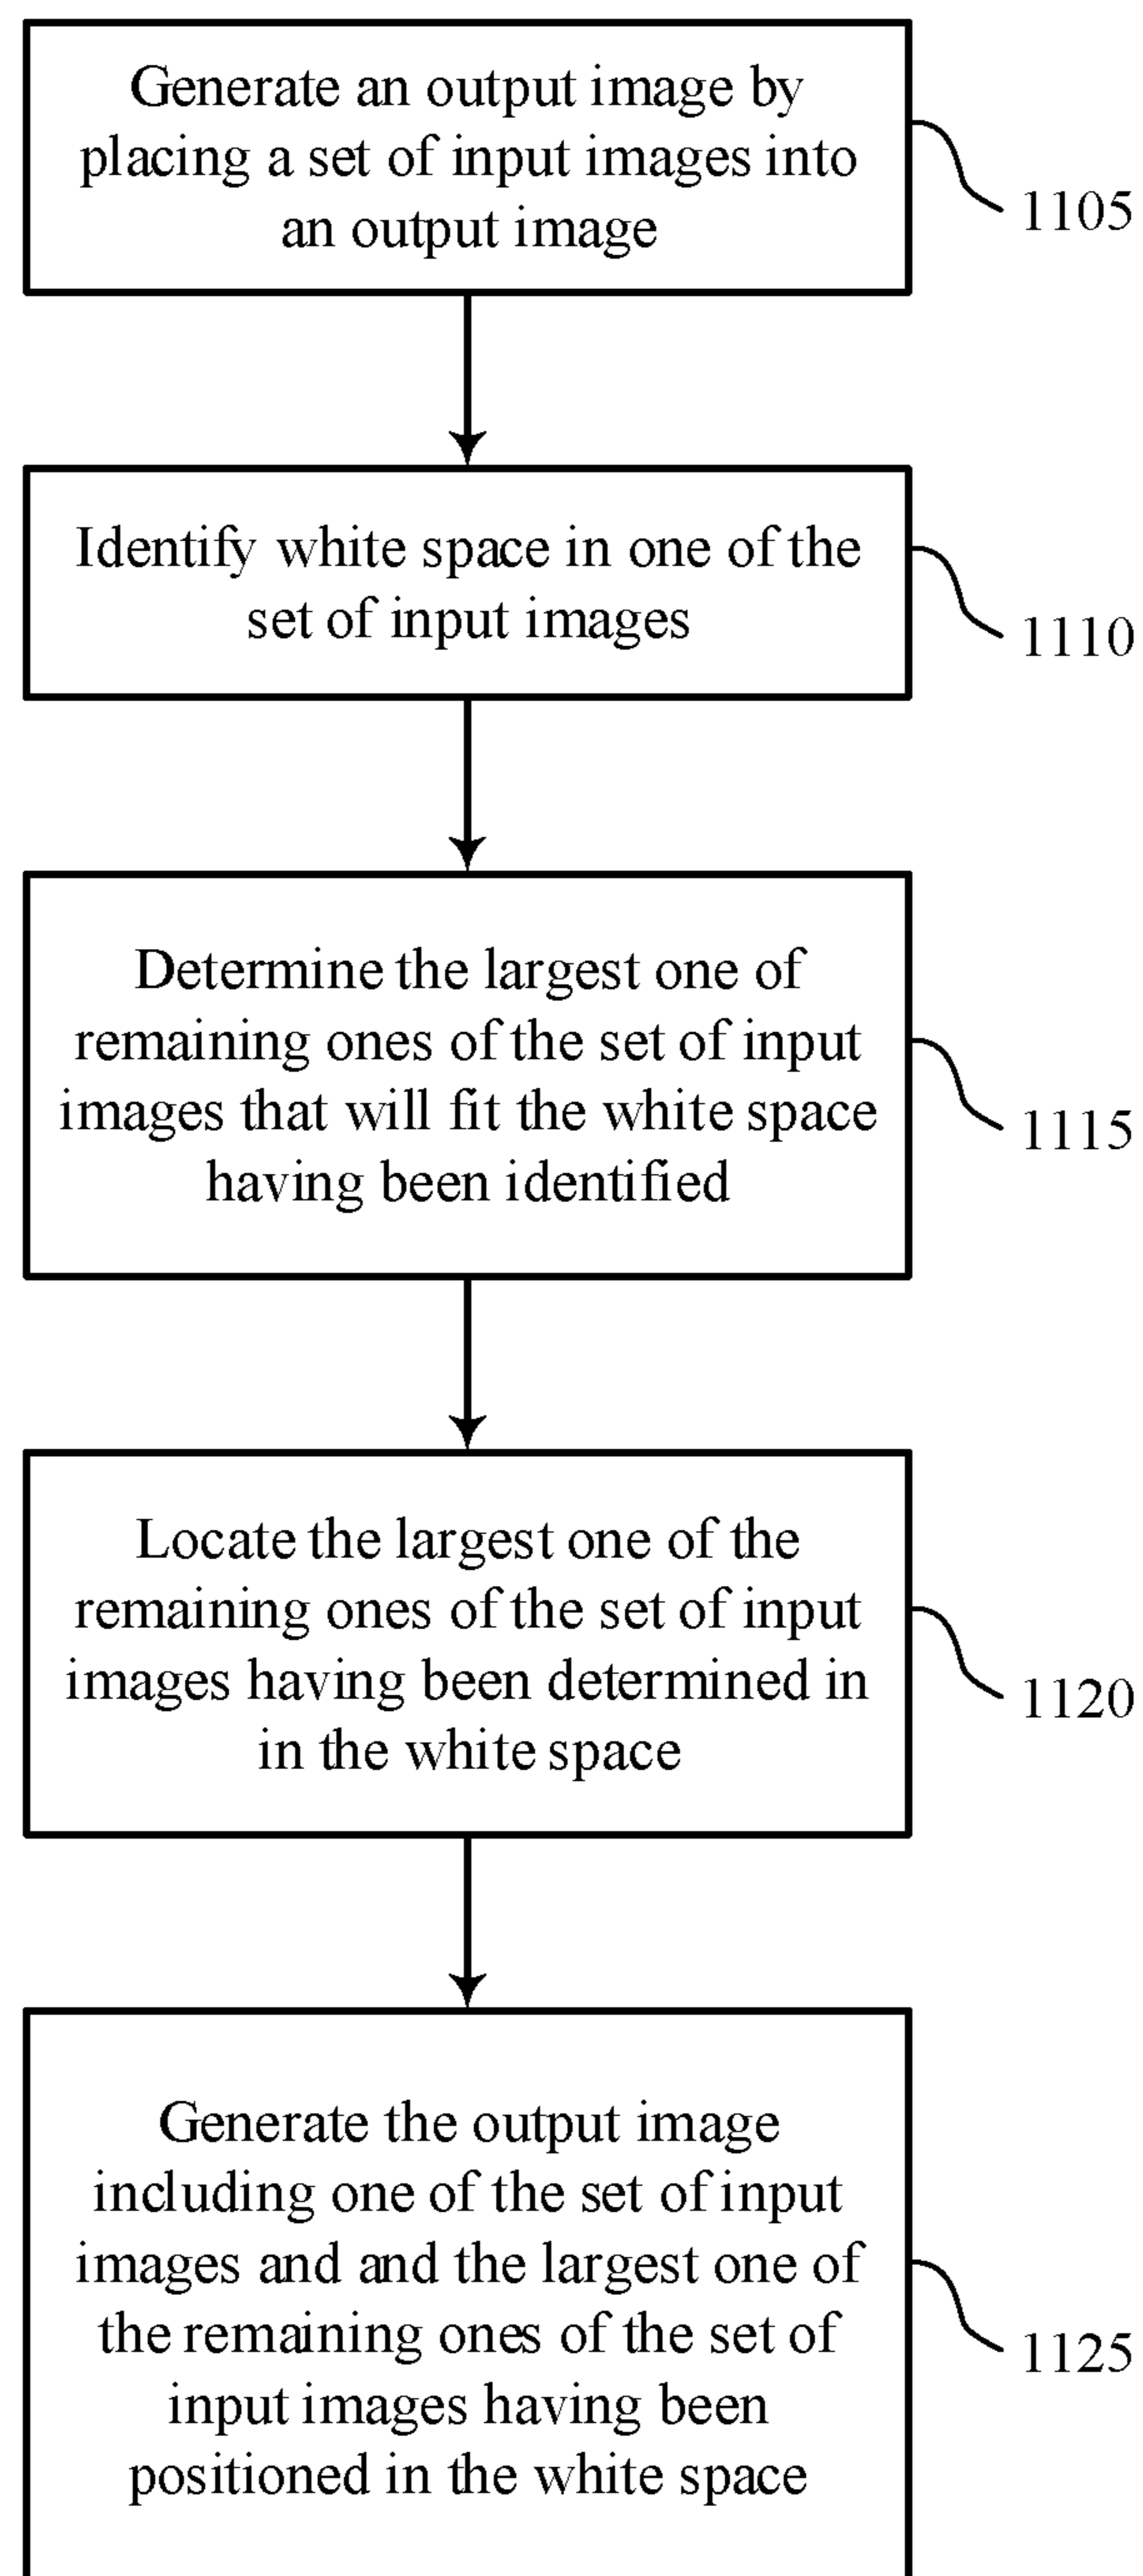 Generate an output image by
placing a set of input images into
an output image
1105
Identify white space in one of the
set of input images
1110
Determine the largest one of
remaining ones of the set of input
images that will fit the white space
having been identified
1115
Locate the largest one of the
remaining ones of the set of input
images having been determined in
in the white space
1120
Generate the output image
including one of the set of input
images and and the largest one of
the remaining ones of the set of
input images having been
positioned in the white space
1125